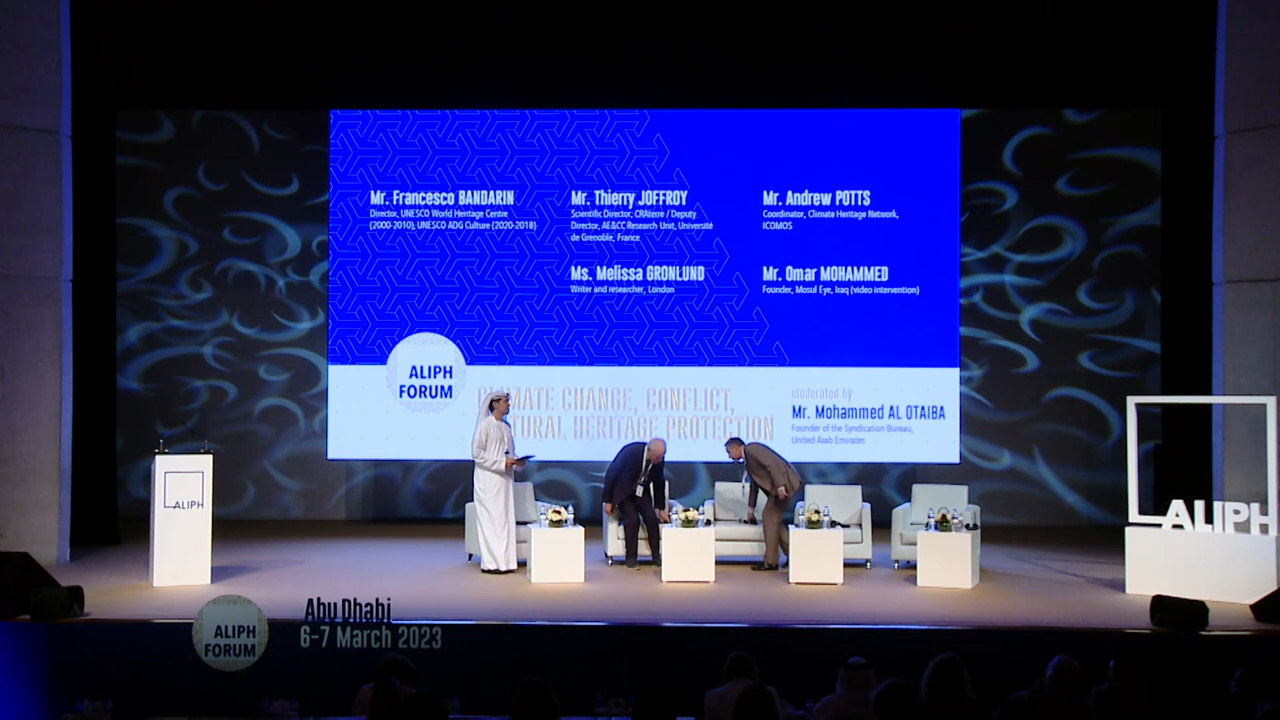 Mr. Francesco BANDARIN
Director, UNESCO World Heritage Centre
(2000-2010), UNESCO ADG Culture (2020-2018)
Mr. Thierry JOFFROY
Scientific Director, CRAterre / Deputy
Director, AE&CC Research Unit, Université
de Grenoble, France
Mr. Andrew POTTS
Coordinator, Climate Heritage Network,
ICOMOS
Ms. Melissa GRONLUND
Writer and researcher, London
Mr. Omar MOHAMMED
Founder, Mosul Eye, Iraq (video intervention)
ALIPH
FORUM
CLIMATE CHANGE, CONFLICT,
HERITAGE PROTECTION
moderated by
Mr. Mohammed AL OTAIBA
Founder of the Syndication Bureau,
United Arab Emirates
ALIPH
ALIPH
ALIPH
FORUM
Abu Dhabi
6-7 March 2023